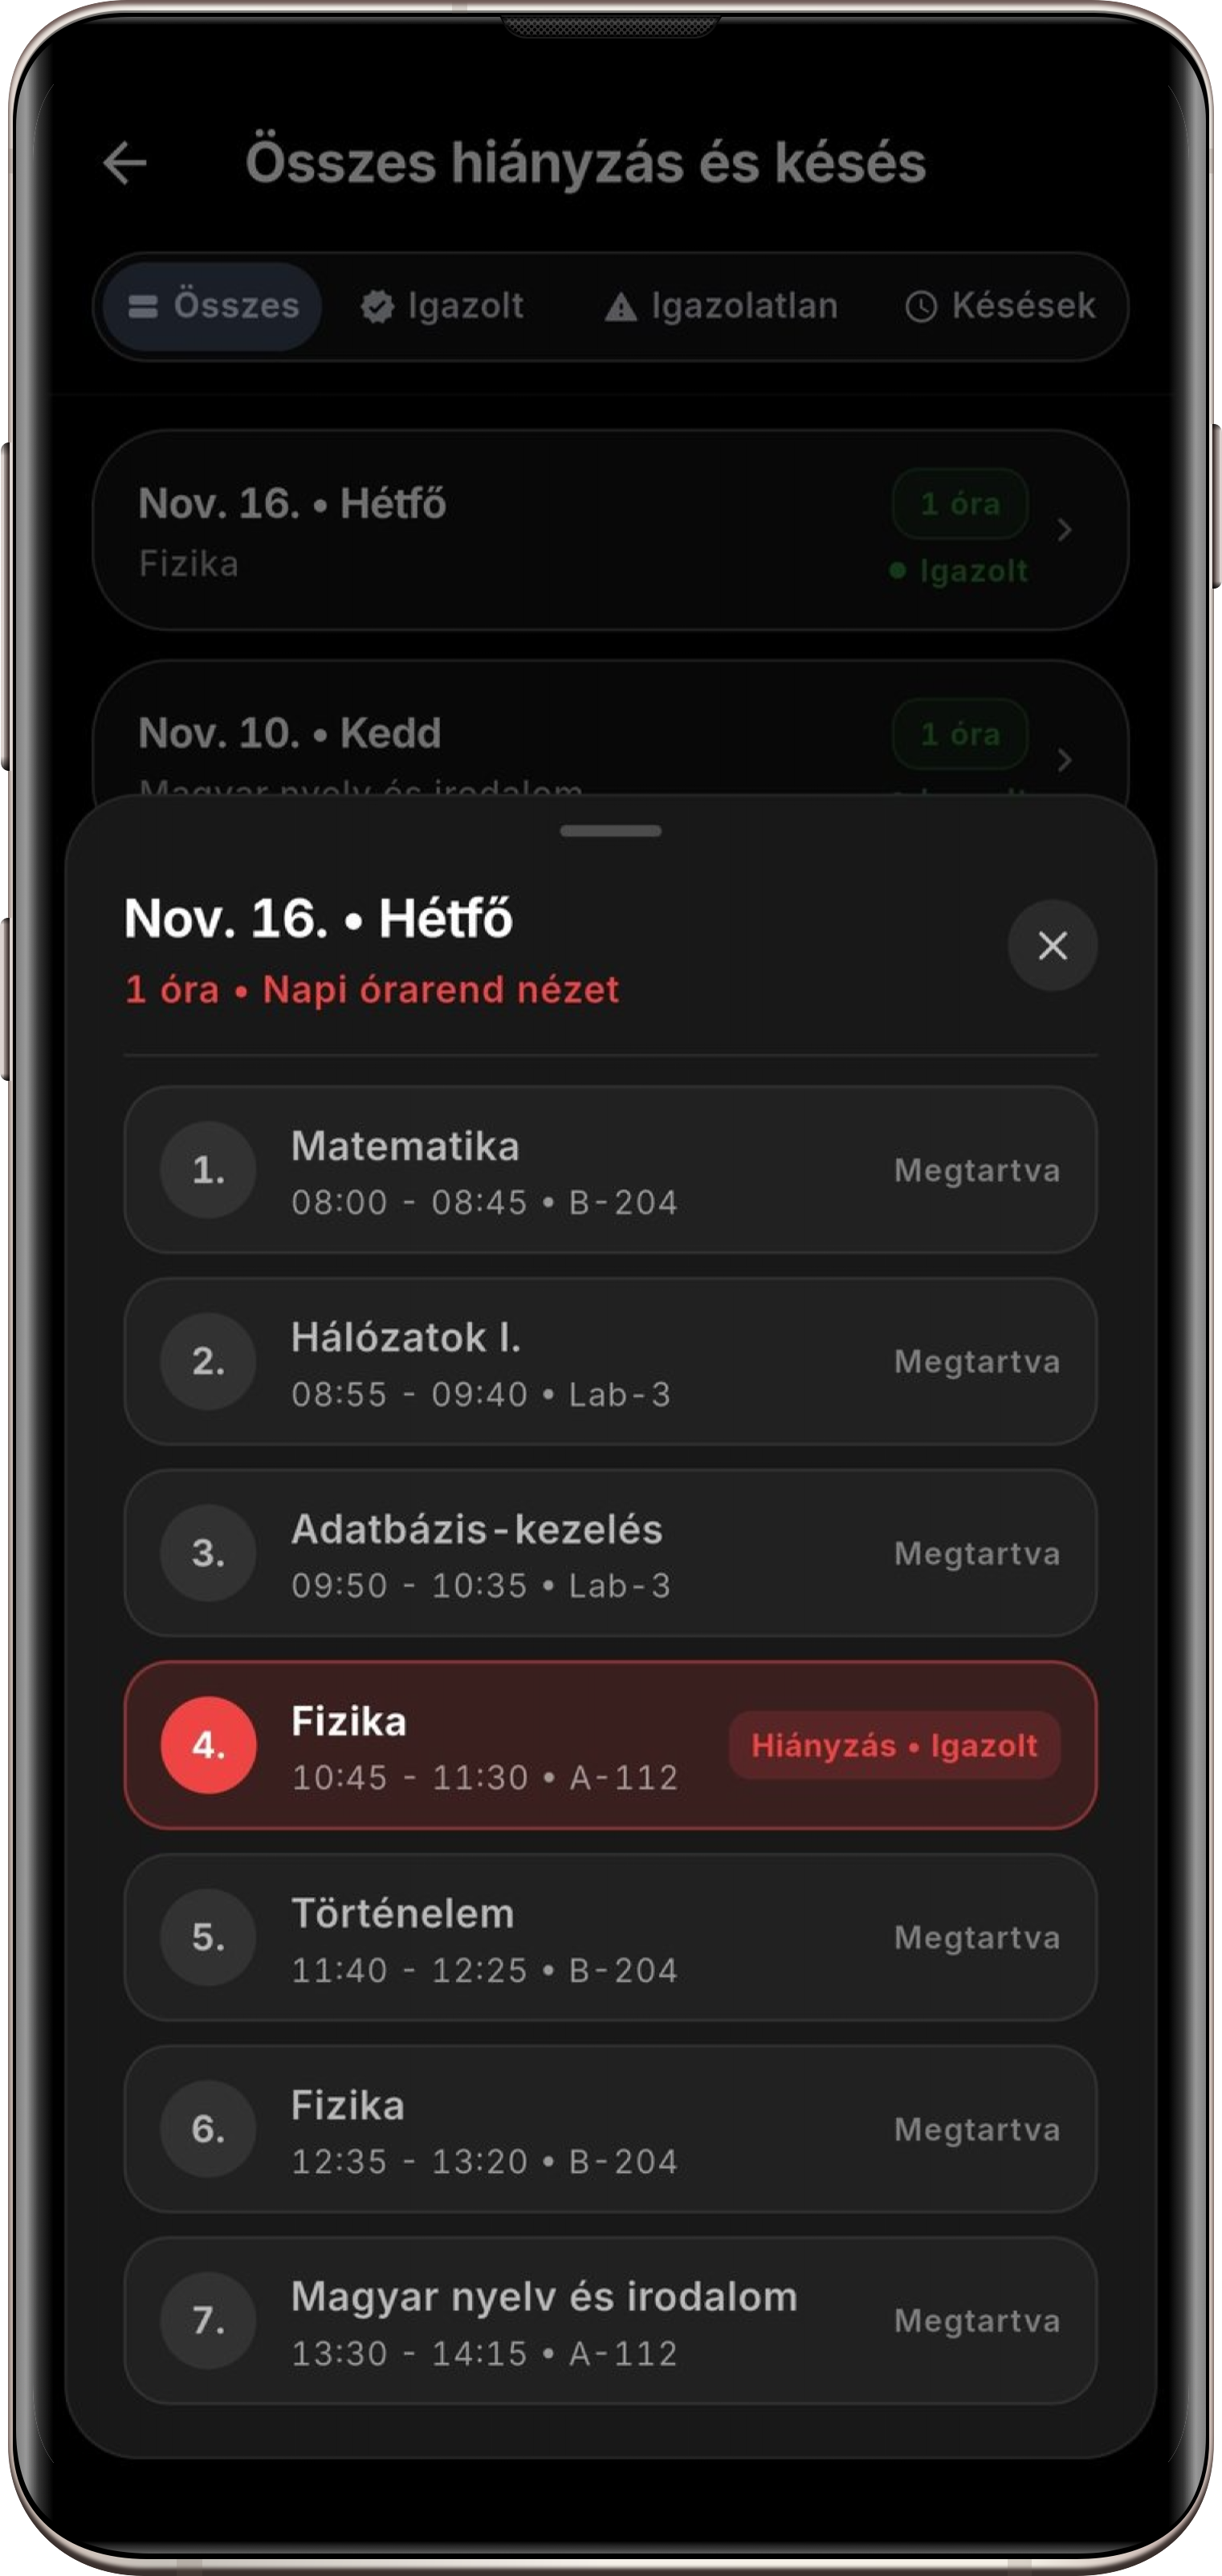 Összes hiányzás és késés
Összes
Igazolt
Igazolatlan
Késések
Nov. 16. • Hétfő
1 óra
Fizika
Igazolt
Nov. 10. • Kedd
1 óra
Magyar nyelv és irodalom
Nov. 16. • Hétfő
1 óra • Napi órarend nézet
1.
Matematika
08:00 - 08:45 • B-204
Megtartva
2.
Hálózatok I.
08:55 - 09:40 • Lab-3
Megtartva
3.
Adatbázis-kezelés
09:50 - 10:35 • Lab-3
Megtartva
4.
Fizika
10:45 - 11:30 • A-112
Hiányzás • Igazolt
5.
Történelem
11:40 - 12:25 • B-204
Megtartva
6.
Fizika
12:35 - 13:20 • B-204
Megtartva
7.
Magyar nyelv és irodalom
13:30 - 14:15 • A-112
Megtartva